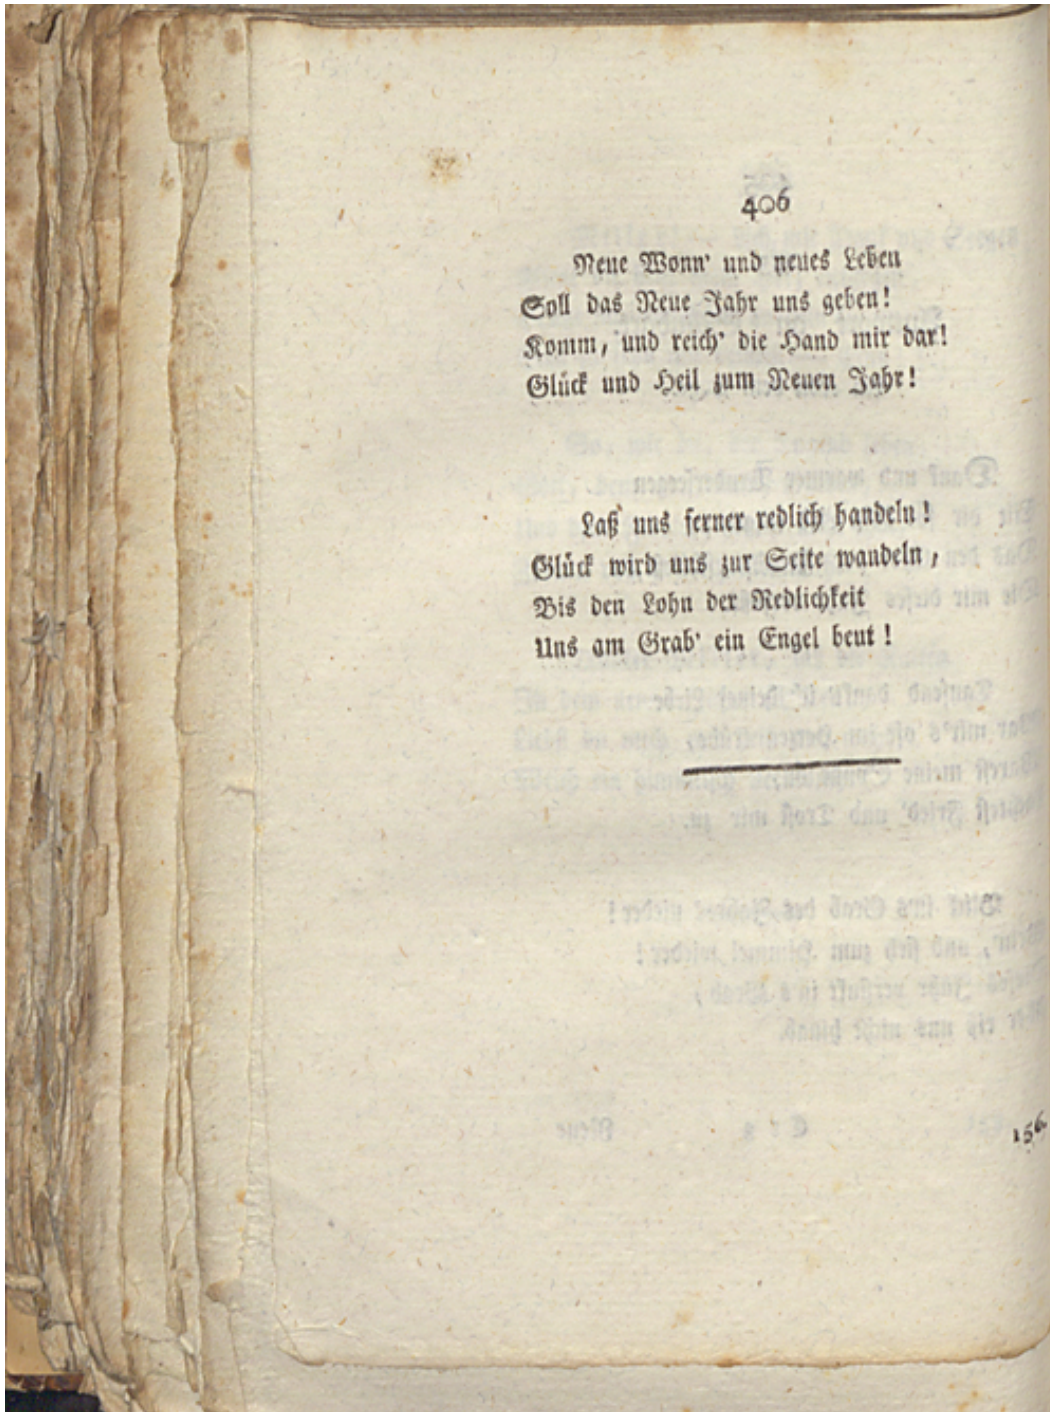 406
Neue Wonn' und neues Leben
Soll das Neue Jahr uns geben!
Komm, und reich' die Hand mir dar!
Glück und Heil zum Neuen Jahr!
Laß uns ferner redlich handeln!
Glück wird uns zur Seite wandeln,
Bis den Lohn der Redlichkeit
Uns am Grab' ein Engel beut!
156.